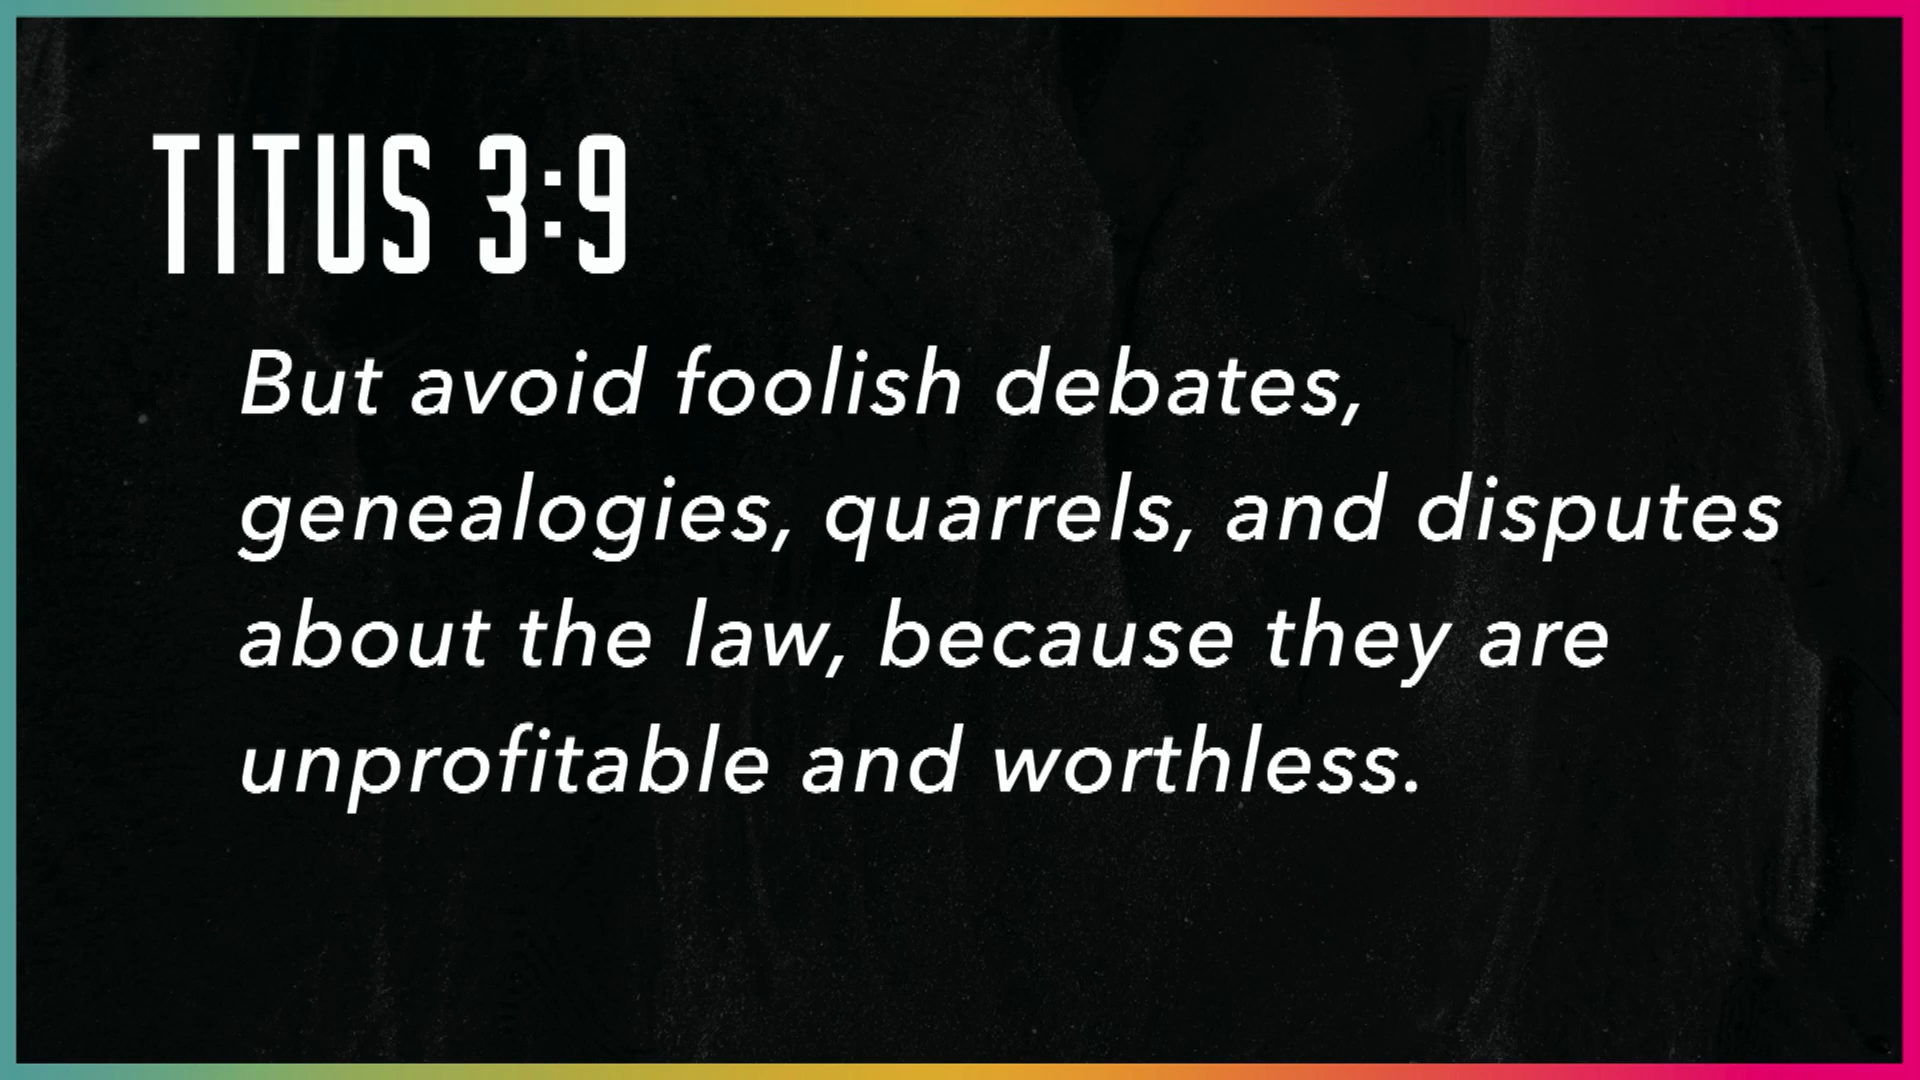 TITUS 3:9
But avoid foolish debates,
genealogies, quarrels, and disputes
about the law, because they are
unprofitable and worthless.